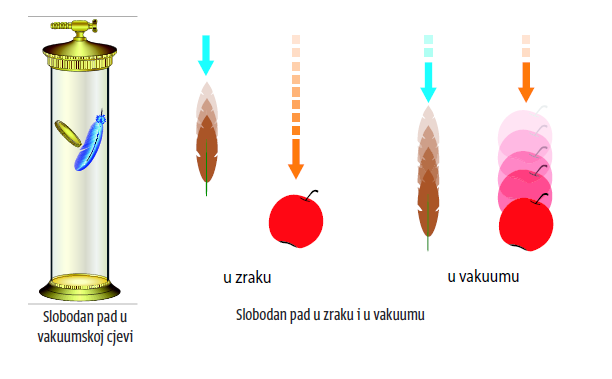 u zraku
u vakuumu
Slobodan pad u
vakuumskoj cjevi
Slobodan pad u zraku i u vakuumu